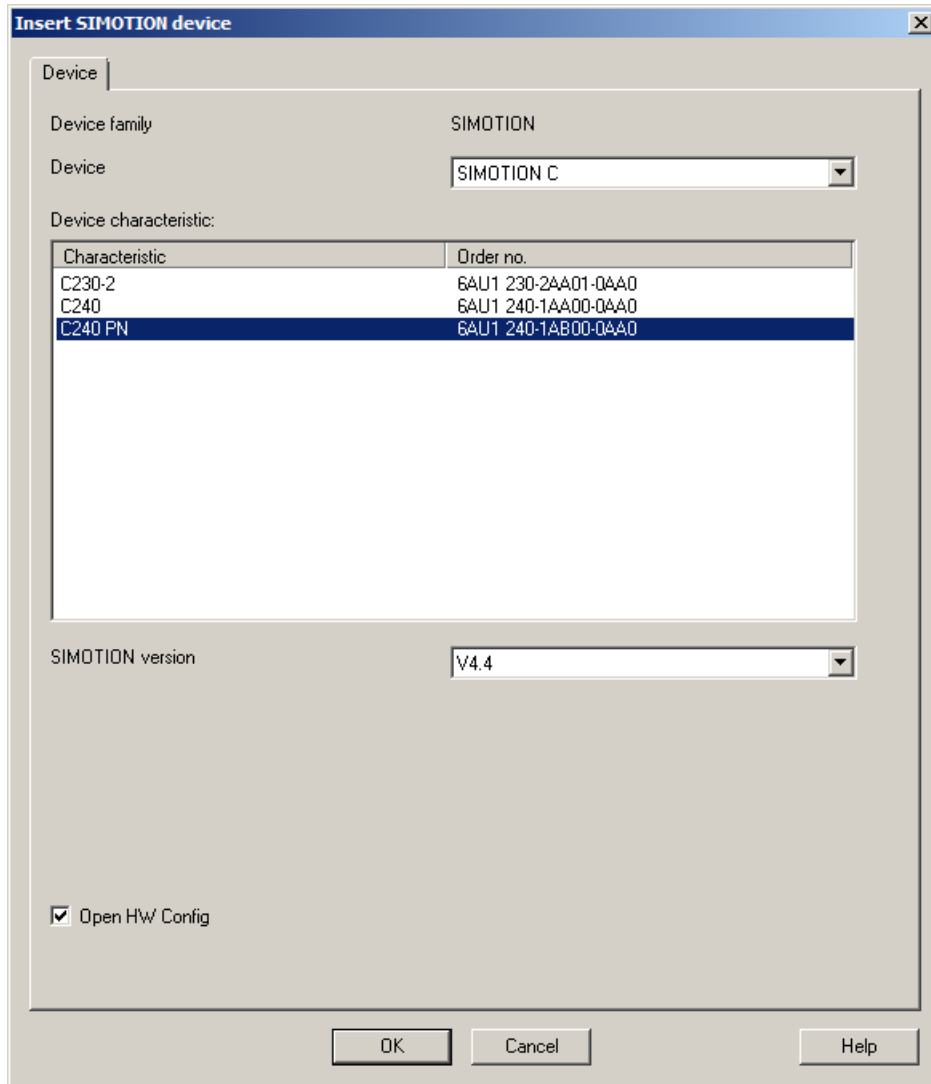 Insert SIMOTION device
Device
Device family SIMOTION
Device SIMOTION C
Device characteristic:
Characteristic Order no.
C230-2 6AU1 230-2AA01-0AA0
C240 6AU1 240-1AA00-0AA0
C240 PN 6AU1 240-1AB00-0AA0
SIMOTION version V4.4
Open HW Config
OK Cancel Help